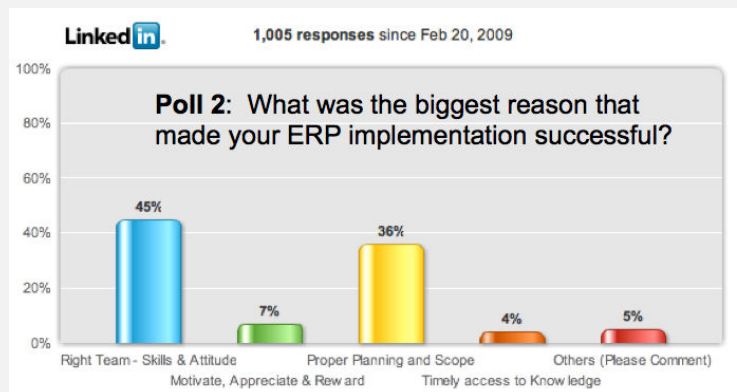 Linked in. 1,005 responses since Feb 20, 2009
100%
Poll 2: What was the biggest reason that
80%
made your ERP implementation successful?
60%
45%
40%
36%
20%
7%
4%
5%
0%
Right Team - Skills & Attitude Proper Planning and Scope Others (Please Comment)
Motivate, Appreciate & Reward Timely access to Knowledge